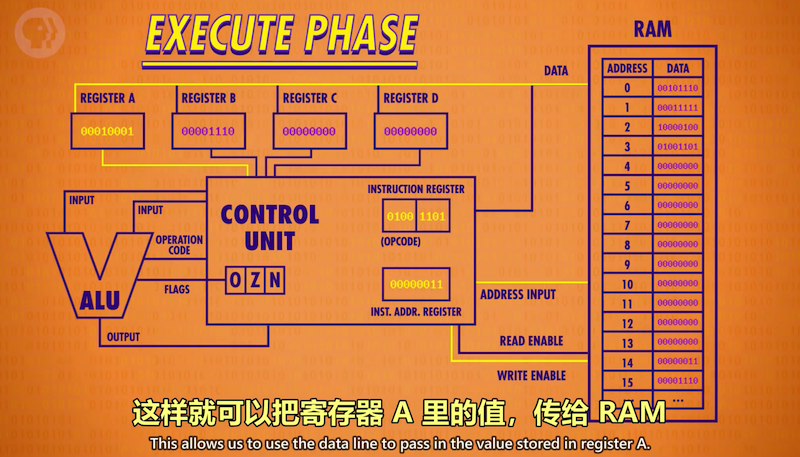 PBS
EXECUTE PHASE
RAM
DATA
ADDRESS DATA
0 00101110
1 00011111
2 10000100
3 01001101
4 00000000
5 00000000
6 00000000
7 00000000
8 00000000
9 00000000
10 00000000
11 00000000
12 00000000
13 00000000
14 00000011
15 00001110
...
REGISTER A
00010001
REGISTER B
00001110
REGISTER C
00000000
REGISTER D
00000000
INPUT
INPUT
OPERATION
CODE
FLAGS
ALU
OUTPUT
CONTROL
UNIT
O Z N
INSTRUCTION REGISTER
0100 1101
(OPCODE)
00000011
INST. ADDR. REGISTER
ADDRESS INPUT
READ ENABLE
WRITE ENABLE
这样就可以把寄存器 A 里的值，传给 RAM
This allows us to use the data line to pass in the value stored in register A.